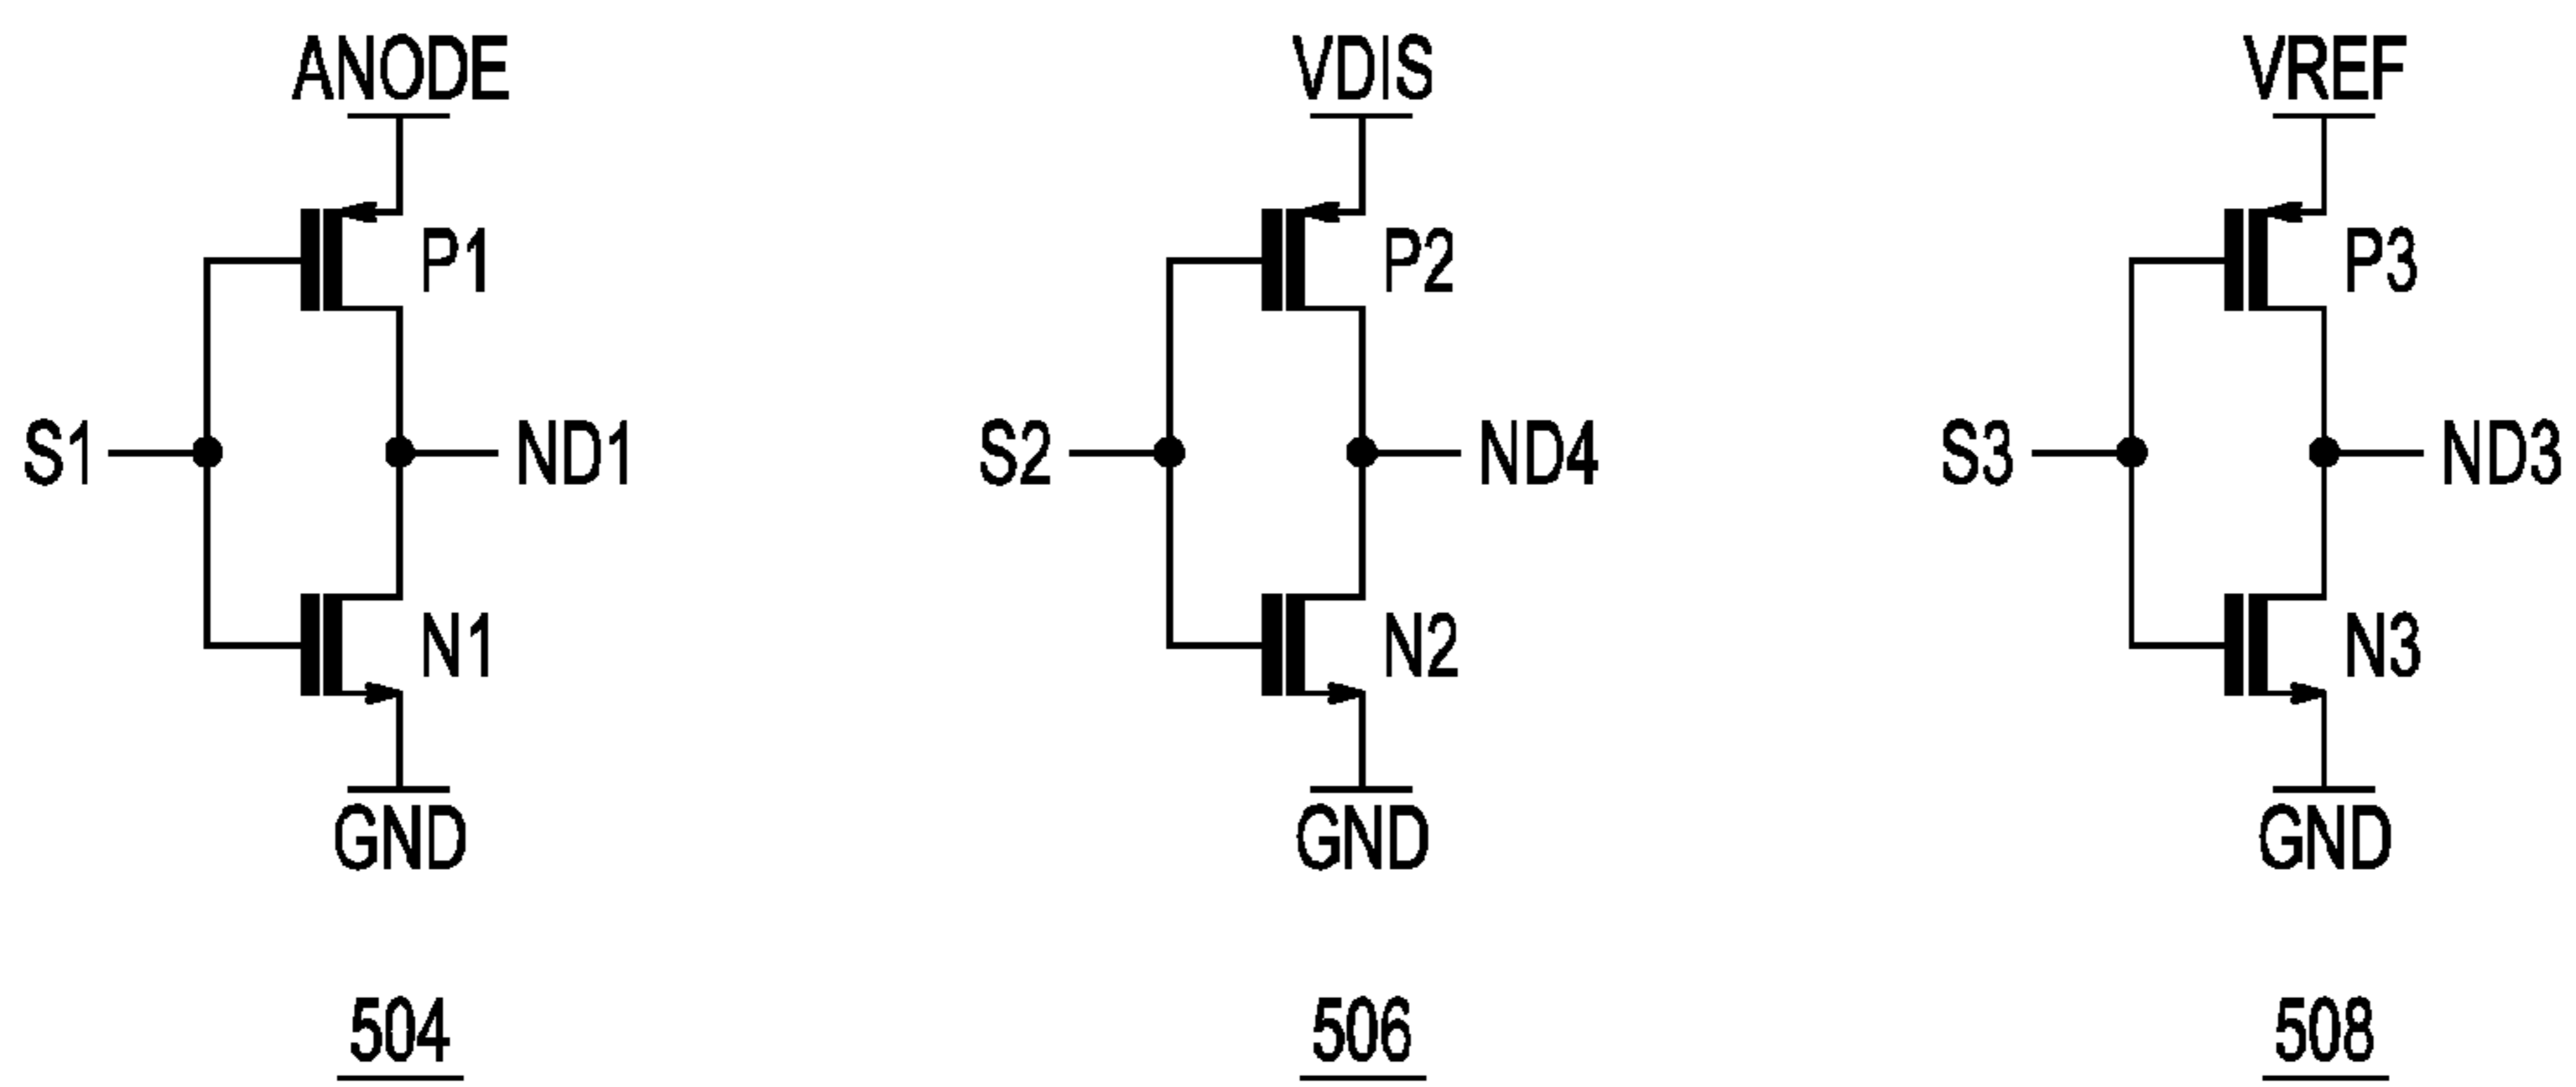 ANODE VDIS VREF
P1 P2 P3
S1 ND1 S2 ND4 S3 ND3
N1 N2 N3
GND GND GND
504 506 508